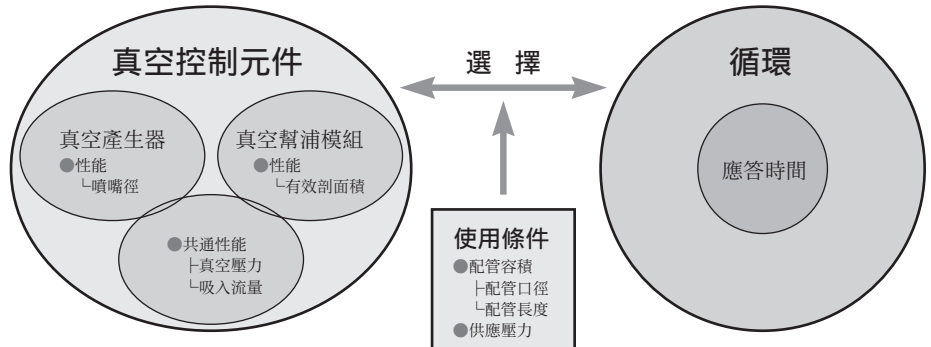 真空控制元件
真空產生器
●性能
└噴嘴徑
真空幫浦模組
●性能
└有效剖面積
●共通性能
├真空壓力
└吸入流量
選 擇
使用條件
●配管容積
├配管口徑
└配管長度
●供應壓力
循環
應答時間